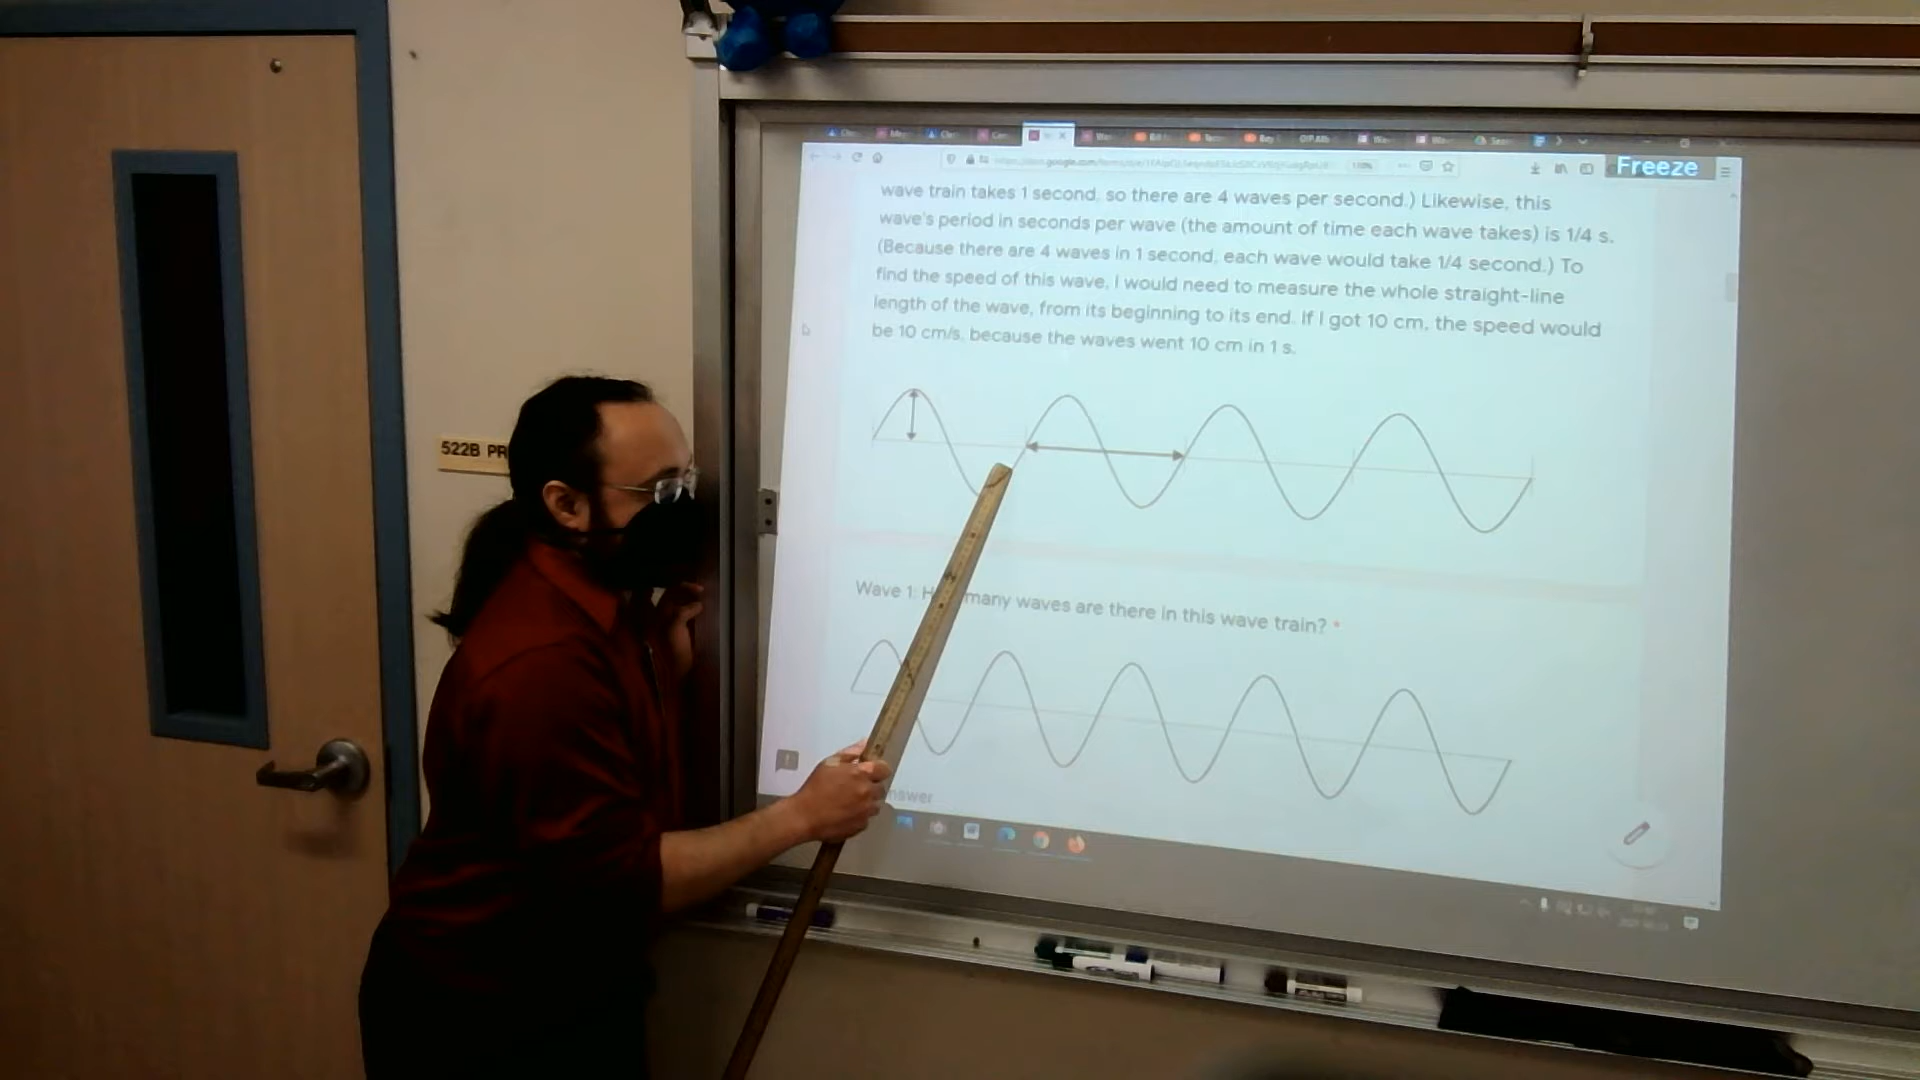 Freeze
wave train takes 1 second, so there are 4 waves per second.) Likewise, this
wave's period in seconds per wave (the amount of time each wave takes) is 1/4 s.
(Because there are 4 waves in 1 second, each wave would take 1/4 second.) To
find the speed of this wave, I would need to measure the whole straight-line
length of the wave, from its beginning to its end. If I got 10 cm, the speed would
be 10 cm/s, because the waves went 10 cm in 1 s.
522B PR
Wave 1: many waves are there in this wave train? *